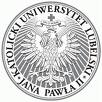 KATOLICKI UNIWERSYTET LUBELSKI
JANA PAWŁA II